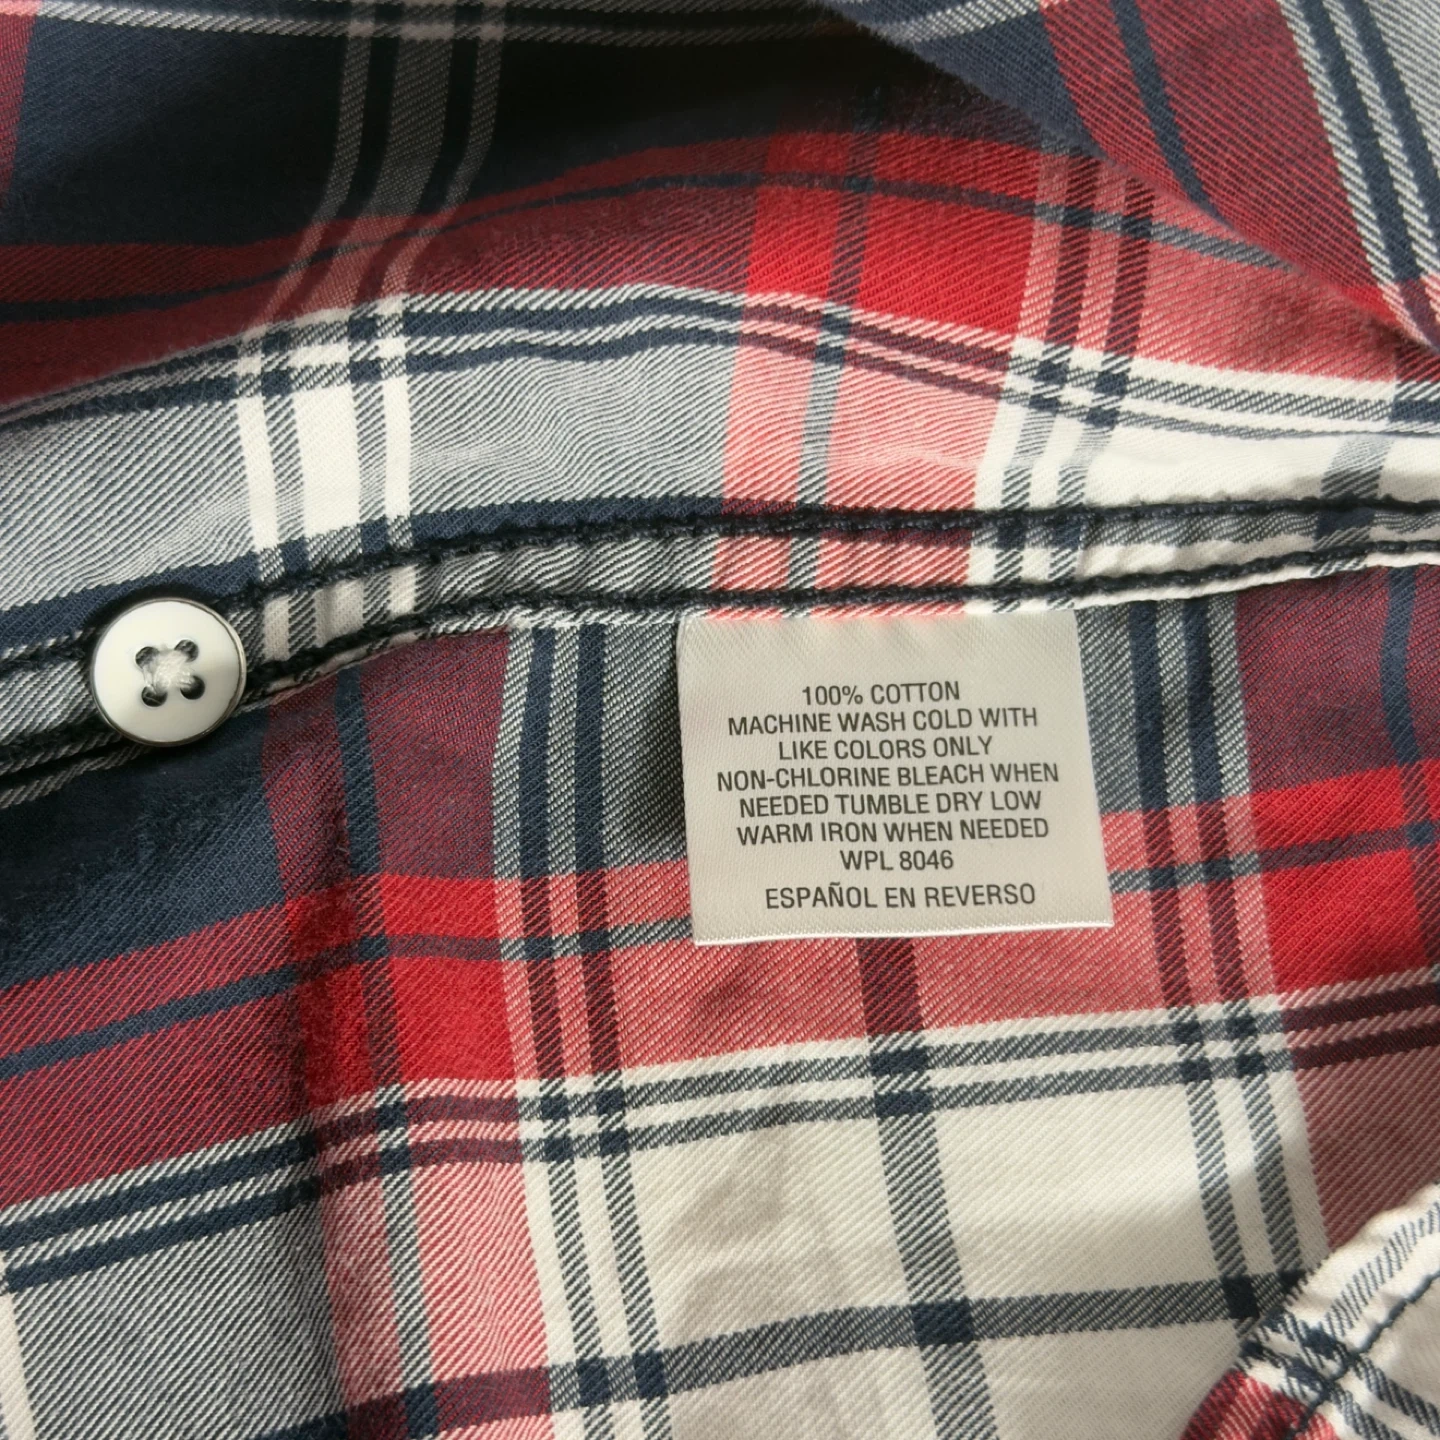 100% COTTON
MACHINE WASH COLD WITH
LIKE COLORS ONLY
NON-CHLORINE BLEACH WHEN
NEEDED TUMBLE DRY LOW
WARM IRON WHEN NEEDED
WPL 8046
ESPAÑOL EN REVERSO